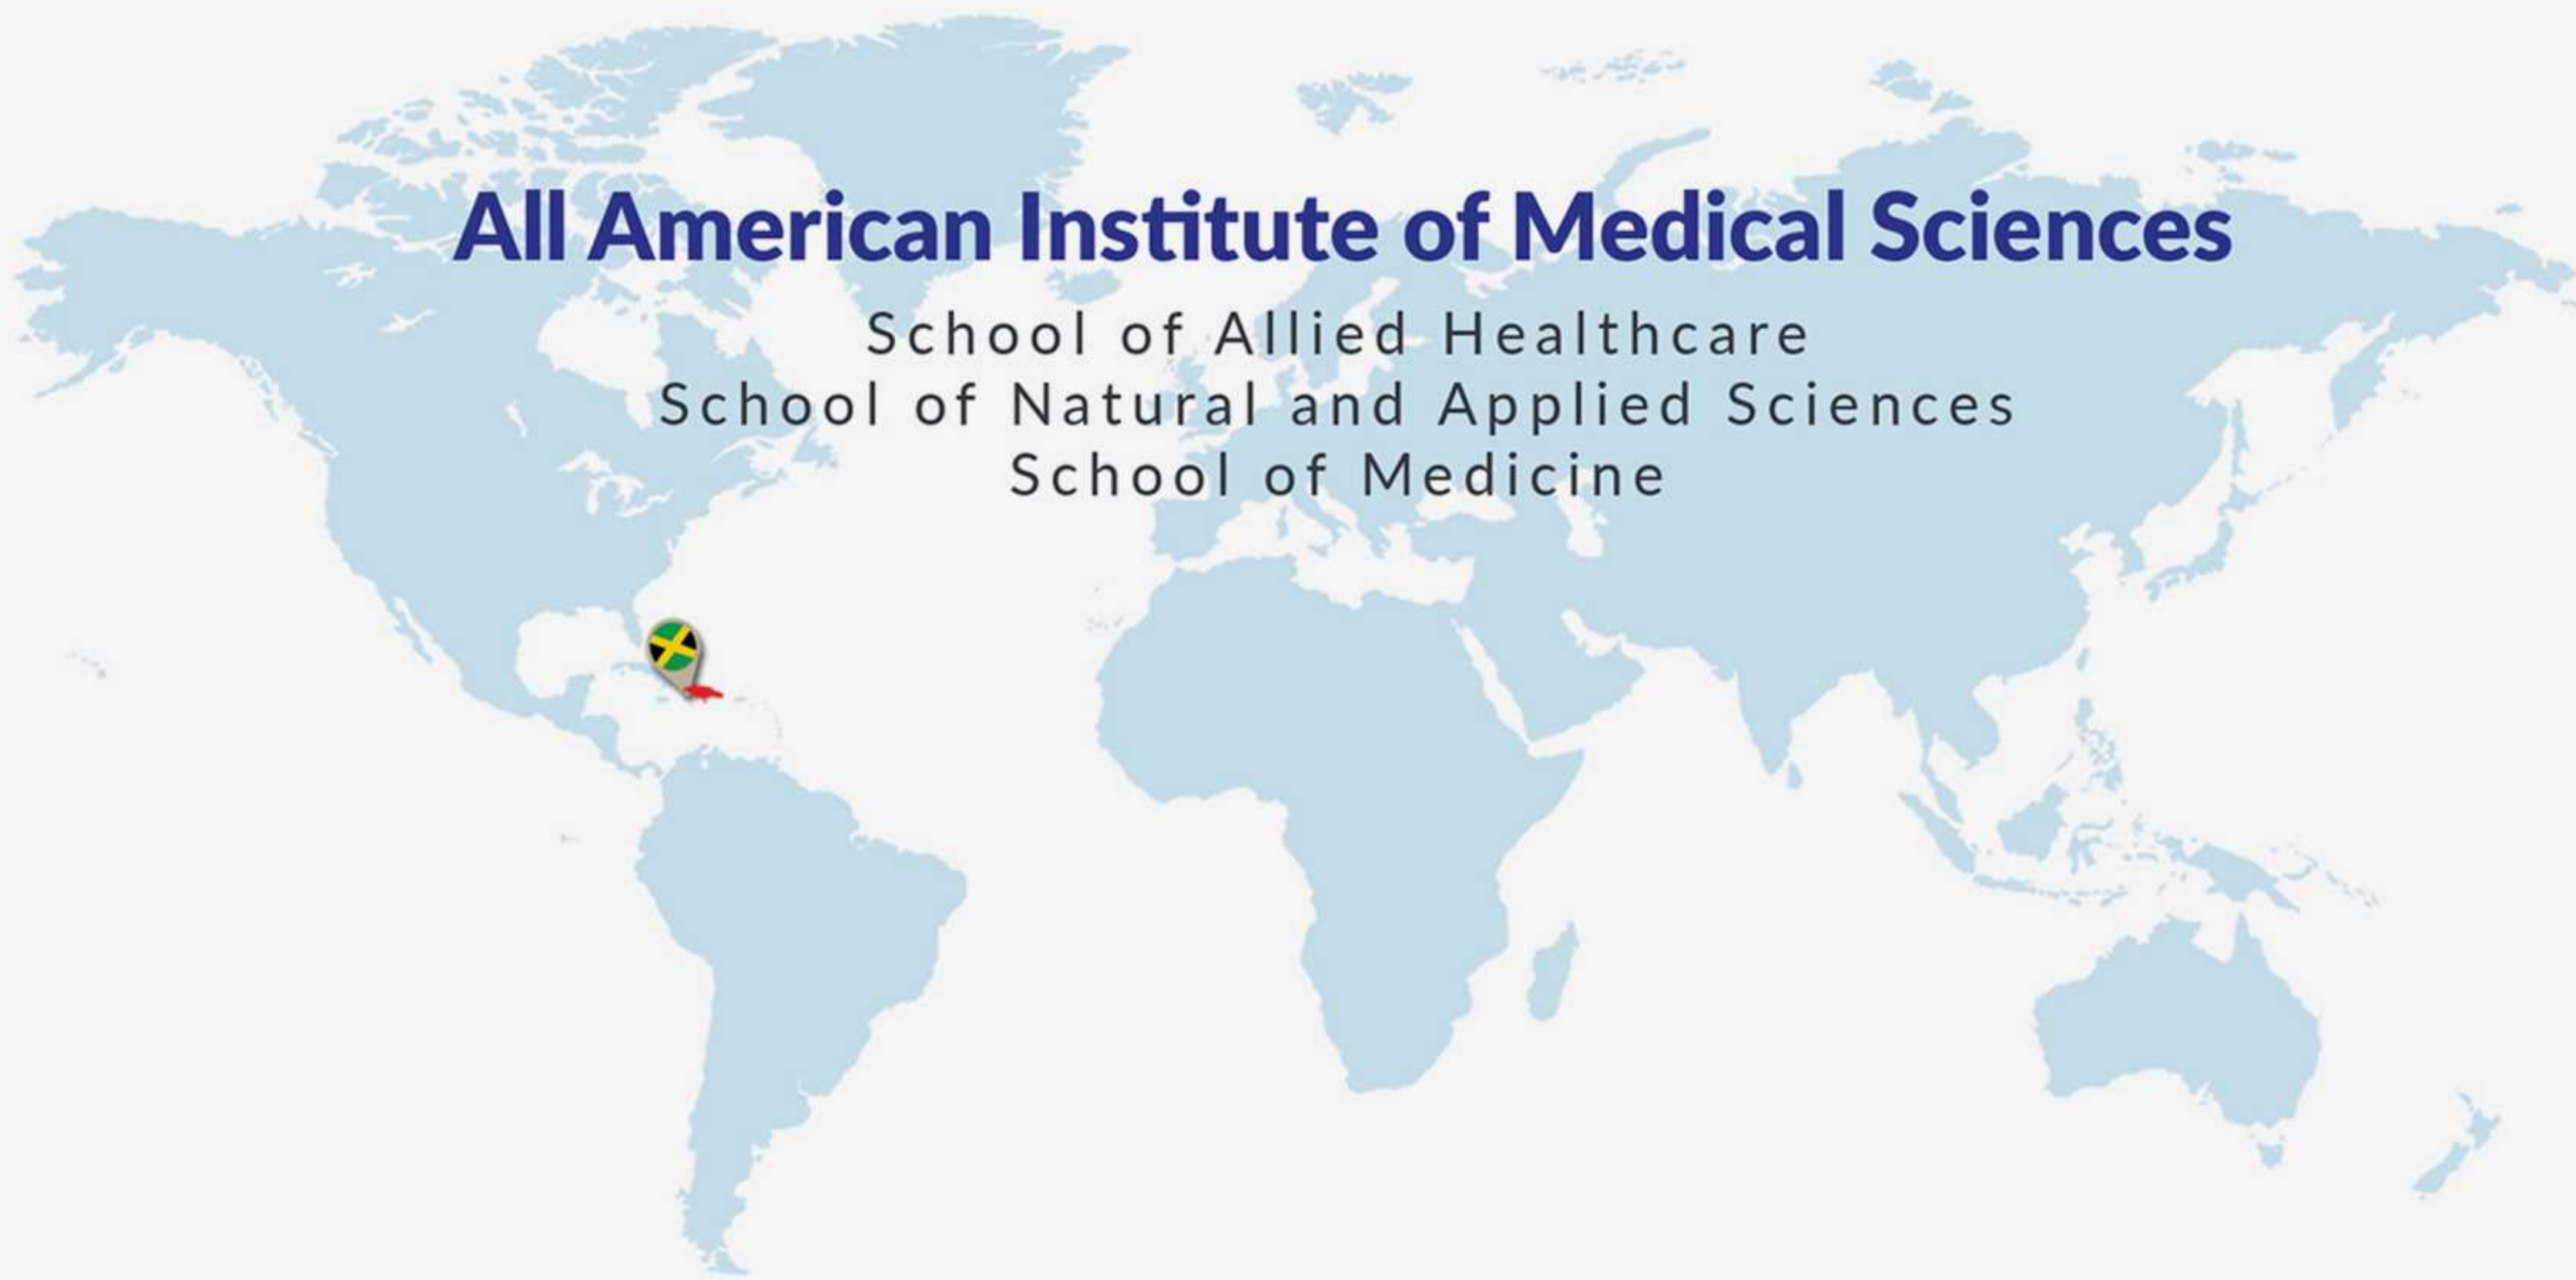 All American Institute of Medical Sciences
School of Allied Healthcare
School of Natural and Applied Sciences
School of Medicine